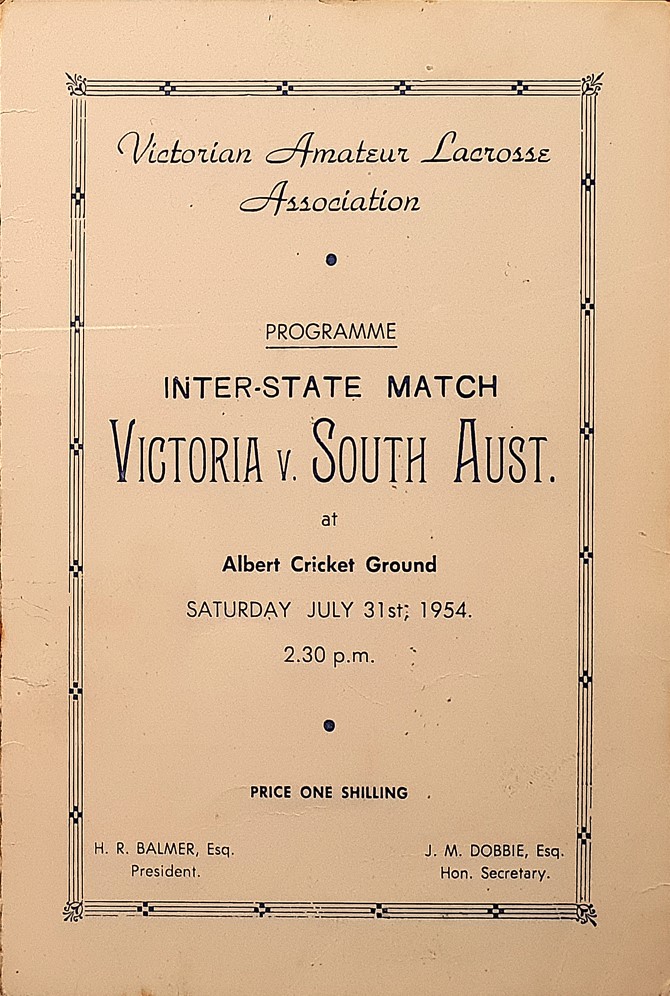 Victorian Amateur Lacrosse
Association
PROGRAMME
INTER-STATE MATCH
VICTORIA V. SOUTH AUST.
at
Albert Cricket Ground
SATURDAY JULY 31st; 1954.
2.30 p.m.
PRICE ONE SHILLING
H. R. BALMER, Esq.
President.
J. M. DOBBIE, Esq.
Hon. Secretary.